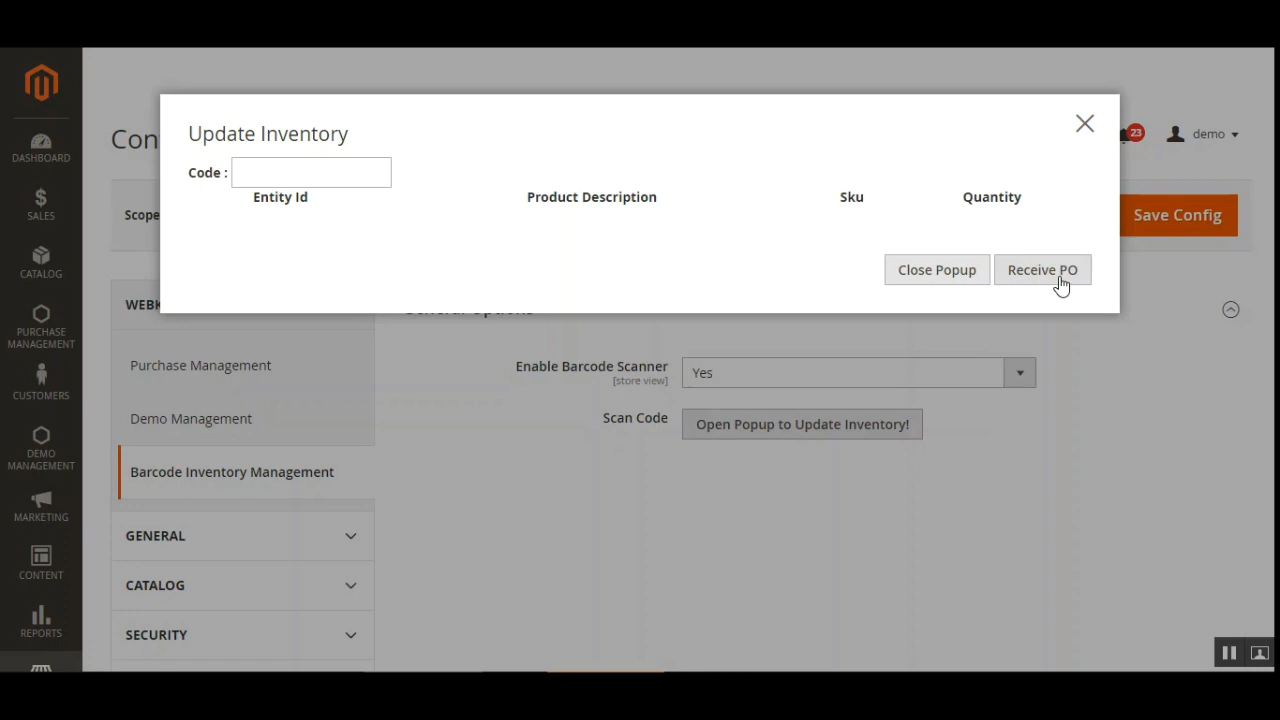 Update Inventory
Code :
Entity Id Product Description Sku Quantity
Close Popup Receive PO
23
demo
Scope
Save Config
DASHBOARD
SALES
CATALOG
PURCHASE
MANAGEMENT
CUSTOMERS
DEMO
MANAGEMENT
MARKETING
CONTENT
REPORTS
Purchase Management
Demo Management
Barcode Inventory Management
GENERAL
CATALOG
SECURITY
Enable Barcode Scanner
[store view]
Yes
Scan Code
Open Popup to Update Inventory!